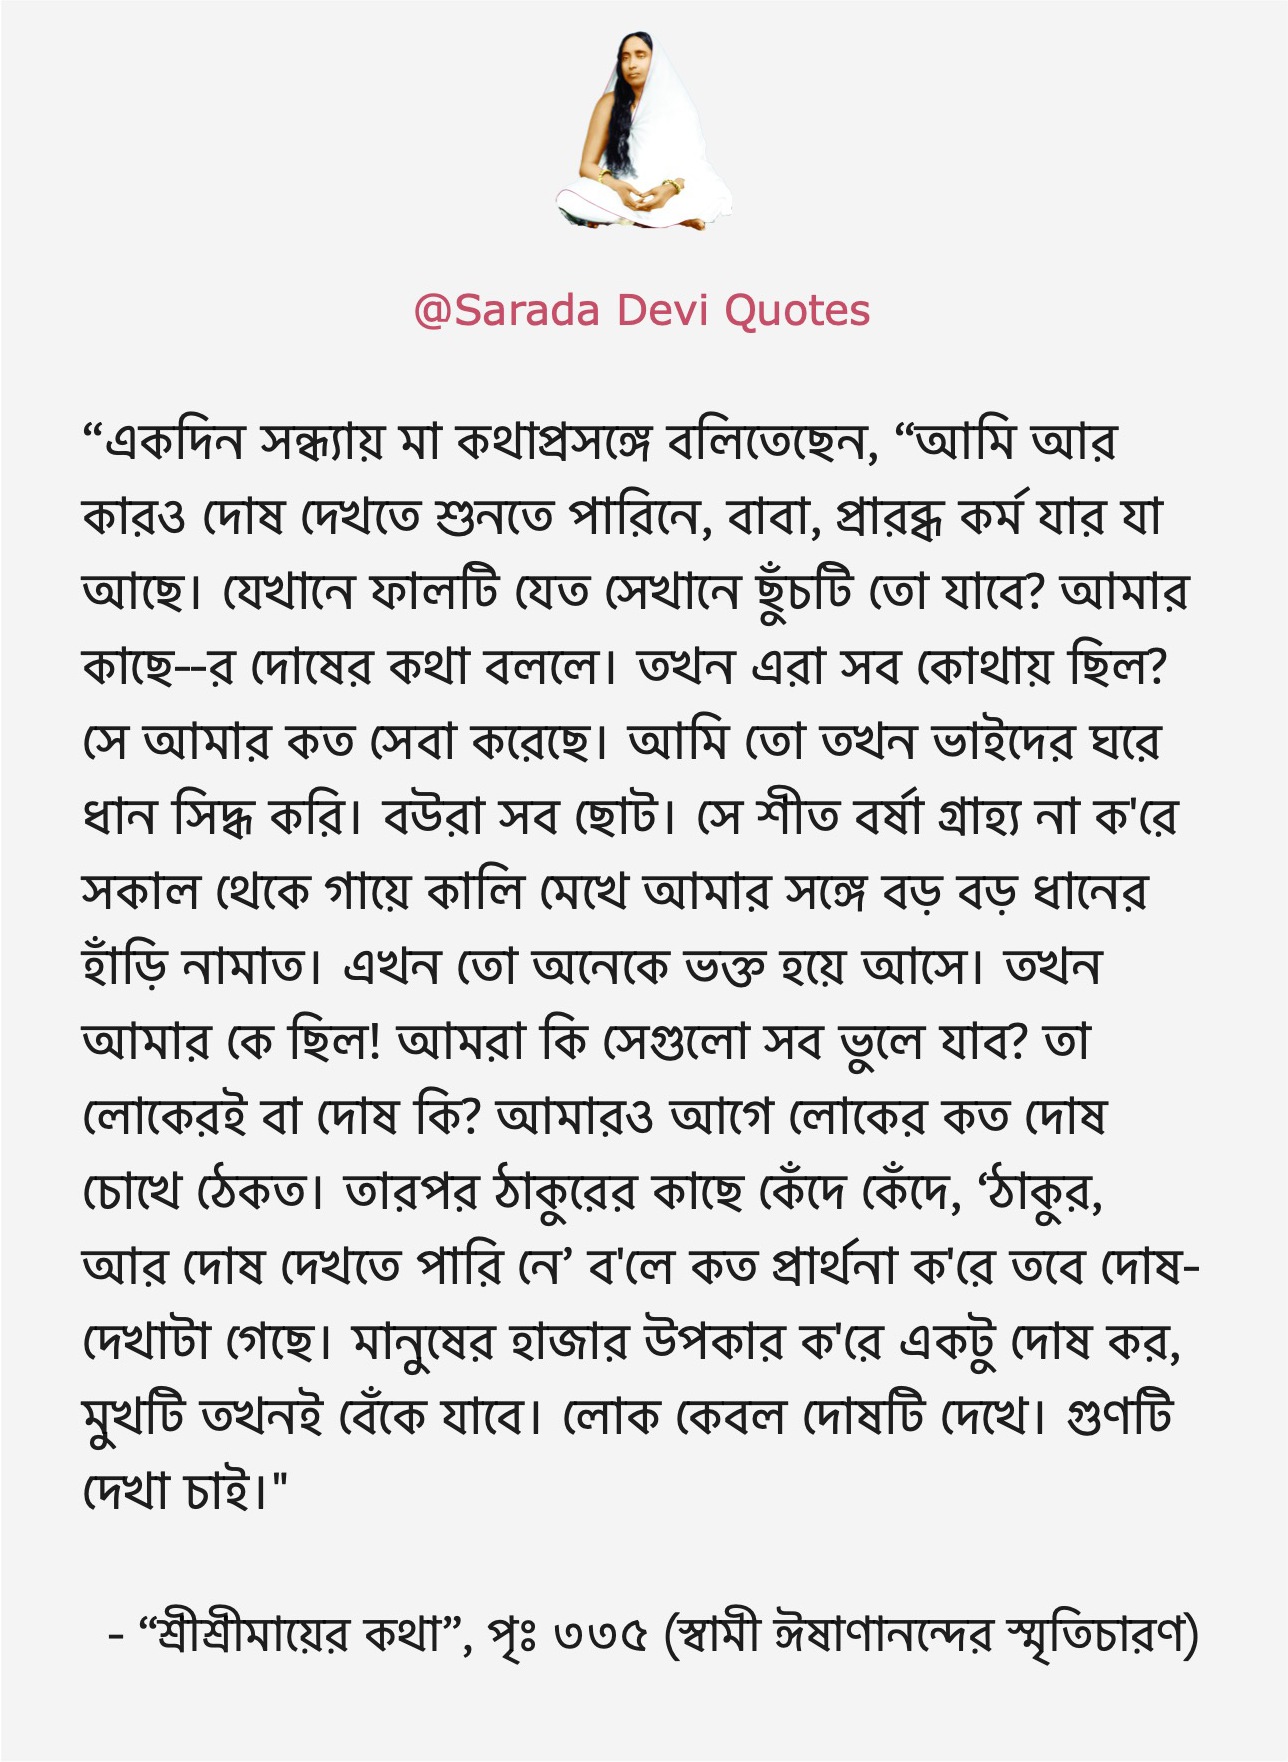 @Sarada Devi Quotes
“একদিন সন্ধ্যায় মা কথাপ্রসঙ্গে বলিতেছেন, “আমি আর
কারও দোষ দেখতে শুনতে পারিনে, বাবা, প্রারব্ধ কর্ম যার যা
আছে। যেখানে ফালটি যেত সেখানে ছুঁচটি তো যাবে? আমার
কাছে--র দোষের কথা বললে। তখন এরা সব কোথায় ছিল?
সে আমার কত সেবা করেছে। আমি তো তখন ভাইদের ঘরে
ধান সিদ্ধ করি। বউরা সব ছোট। সে শীত বর্ষা গ্রাহ্য না ক'রে
সকাল থেকে গায়ে কালি মেখে আমার সঙ্গে বড় বড় ধানের
হাঁড়ি নামাত। এখন তো অনেকে ভক্ত হয়ে আসে। তখন
আমার কে ছিল! আমরা কি সেগুলো সব ভুলে যাব? তা
লোকেরই বা দোষ কি? আমারও আগে লোকের কত দোষ
চোখে ঠেকত। তারপর ঠাকুরের কাছে কেঁদে কেঁদে, ‘ঠাকুর,
আর দোষ দেখতে পারি নে’ ব'লে কত প্রার্থনা ক'রে তবে দোষ-
দেখাটা গেছে। মানুষের হাজার উপকার ক'রে একটু দোষ কর,
মুখটি তখনই বেঁকে যাবে। লোক কেবল দোষটি দেখে। গুণটি
দেখা চাই।"
- “শ্রীশ্রীমায়ের কথা”, পৃঃ ৩৩৫ (স্বামী ঈষাণানন্দের স্মৃতিচারণ)